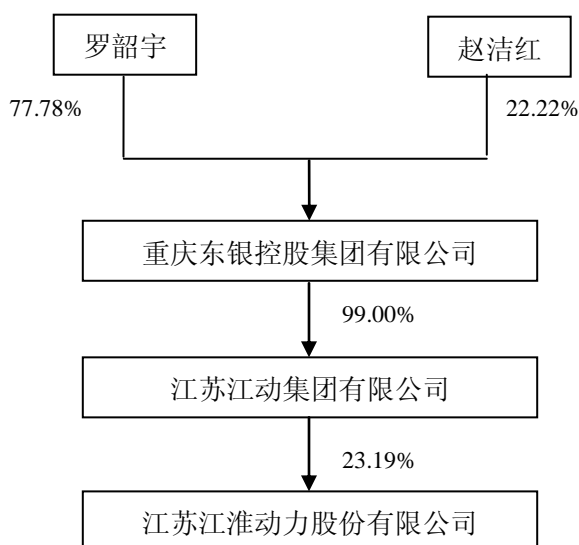 罗韶宇
赵洁红
77.78%
22.22%
重庆东银控股集团有限公司
99.00%
江苏江动集团有限公司
23.19%
江苏江淮动力股份有限公司